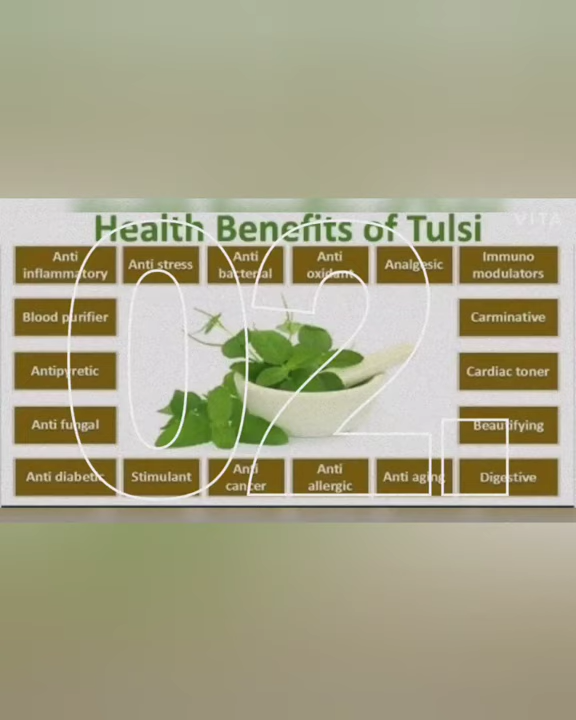 VITA
Health Benefits of Tulsi
Anti
inflammatory
Anti stress
Anti
bacterial
Anti
oxidant
Analgesic
Immuno
modulators
Blood purifier
Carminative
Antipyretic
Cardiac toner
Anti fungal
Beautifying
Anti diabetic
Stimulant
Anti
cancer
Anti
allergic
Anti aging
Digestive
02.